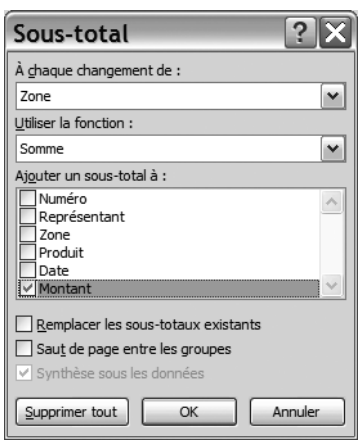 Sous-total
À chaque changement de :
Zone
Utiliser la fonction :
Somme
Ajouter un sous-total à :
Numéro
Représentant
Zone
Produit
Date
Montant
Remplacer les sous-totaux existants
Saut de page entre les groupes
Synthèse sous les données
Supprimer tout OK Annuler